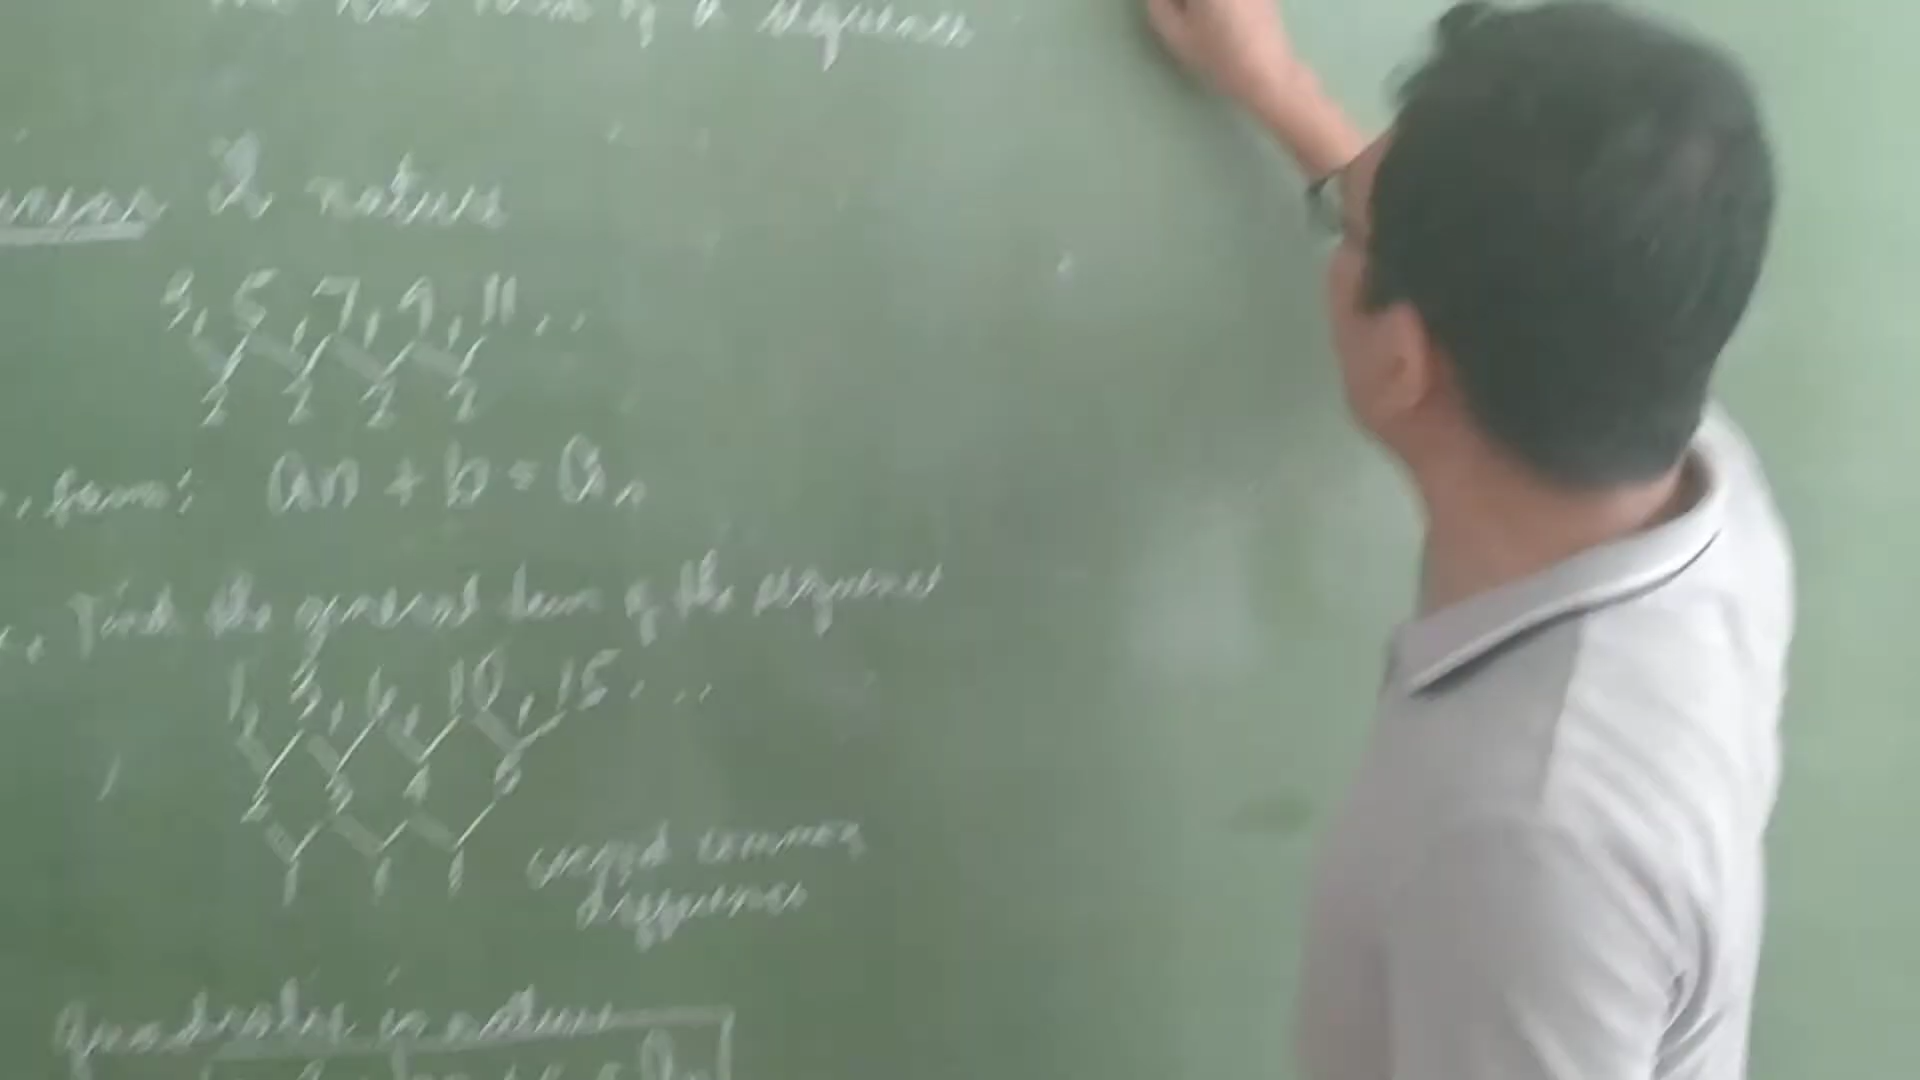 of a sequence
in nature
3, 5, 7, 9, 11, ..
2 2 2 2
form: an + b = an
Find the general term of the sequence
1, 3, 6, 10, 15, ...
2 3 4 5
1 1 1 second common
difference
Quadratic in nature